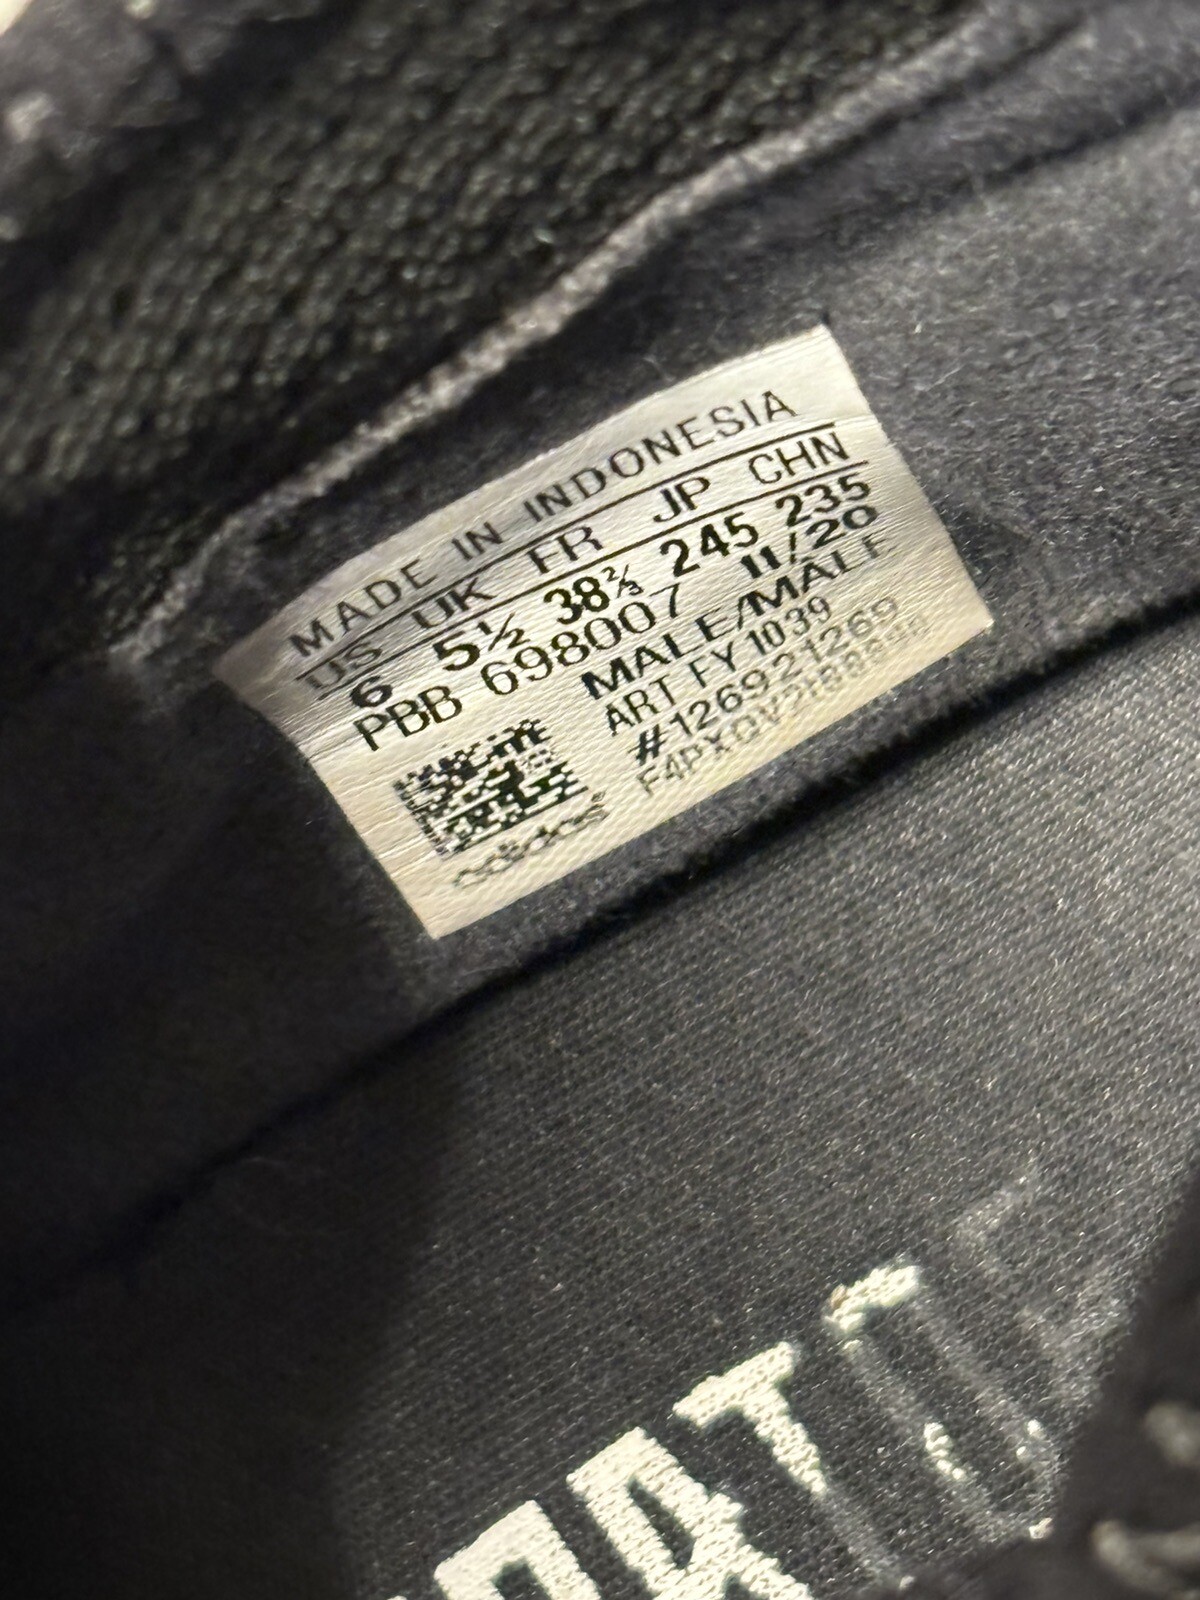 MADE IN INDONESIA
US UK FR JP CHN
6 5½ 38⅔ 245 235
PBB 698007 11/20
MALE/MALE
ART FY1039
#126921269
adidas